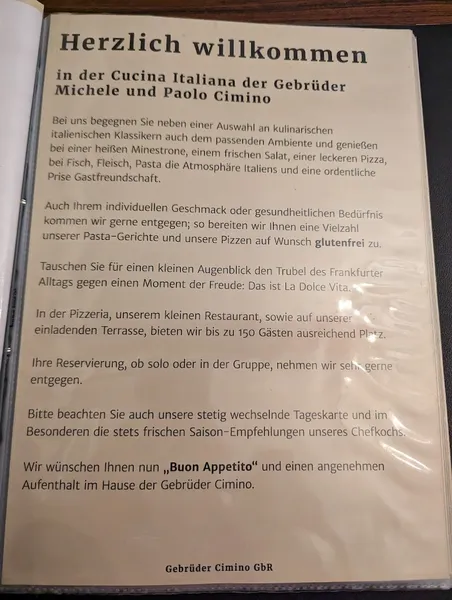 Herzlich willkommen
in der Cucina Italiana der Gebrüder
Michele und Paolo Cimino
Bei uns begegnen Sie neben einer Auswahl an kulinarischen
italienischen Klassikern auch dem passenden Ambiente und genießen
bei einer heißen Minestrone, einem frischen Salat, einer leckeren Pizza,
bei Fisch, Fleisch, Pasta die Atmosphäre Italiens und eine ordentliche
Prise Gastfreundschaft.
Auch Ihrem individuellen Geschmack oder gesundheitlichen Bedürfnis
kommen wir gerne entgegen; so bereiten wir Ihnen eine Vielzahl
unserer Pasta-Gerichte und unsere Pizzen auf Wunsch glutenfrei zu.
Tauschen Sie für einen kleinen Augenblick den Trubel des Frankfurter
Alltags gegen einen Moment der Freude: Das ist La Dolce Vita.
In der Pizzeria, unserem kleinen Restaurant, sowie auf unserer
einladenden Terrasse, bieten wir bis zu 150 Gästen ausreichend Platz.
Ihre Reservierung, ob solo oder in der Gruppe, nehmen wir sehr gerne
entgegen.
Bitte beachten Sie auch unsere stetig wechselnde Tageskarte und im
Besonderen die stets frischen Saison-Empfehlungen unseres Chefkochs.
Wir wünschen Ihnen nun „Buon Appetito“ und einen angenehmen
Aufenthalt im Hause der Gebrüder Cimino.
Gebrüder Cimino GbR